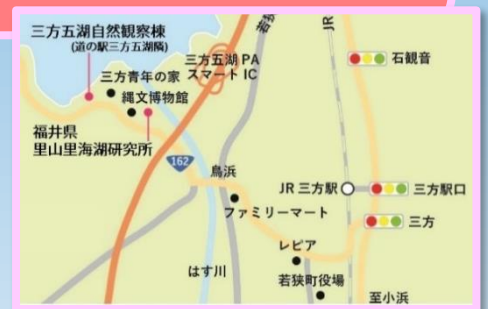 三方五湖自然観察棟
(道の駅三方五湖隣)
三方青年の家
縄文博物館
福井県
里山里海湖研究所
三方五湖 PA
スマート IC
若狭
JR
石観音
162
鳥浜
JR 三方駅
三方駅口
ファミリーマート
三方
レピア
はす川
若狭町役場
至小浜